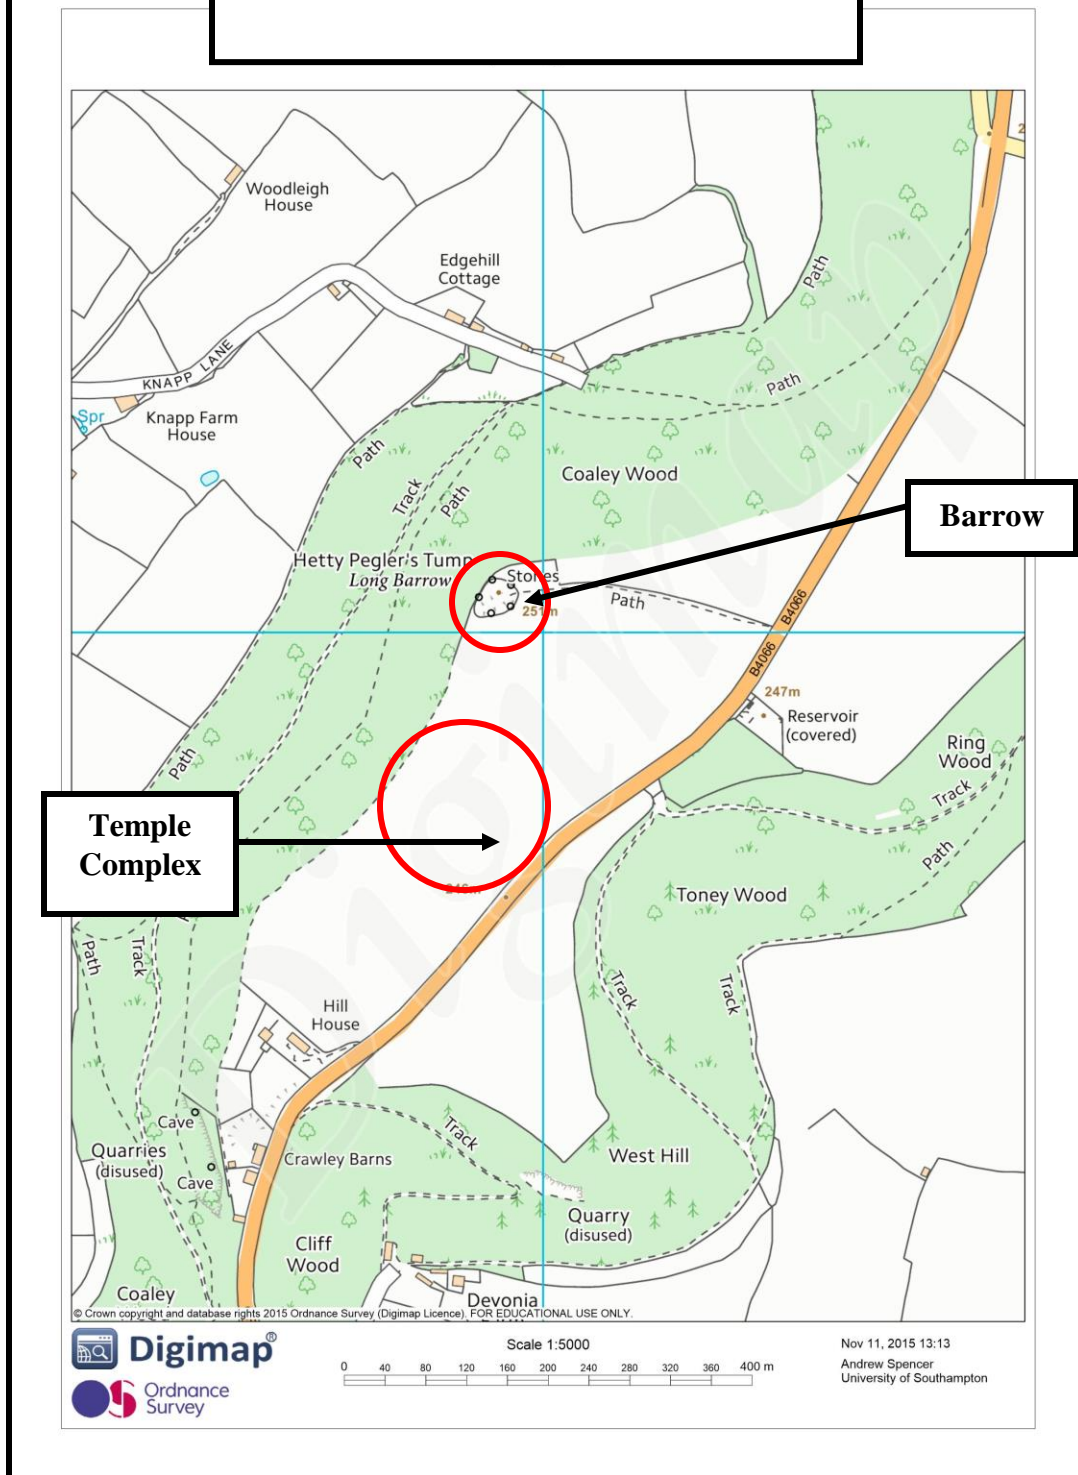 Woodleigh
House
Edgehill
Cottage
Path
KNAPP LANE
Path
Spr
Knapp Farm
House
Path
Track
Path
Coaley Wood
Barrow
Hetty Pegler's Tump
Long Barrow
Stones
251m
Path
B4066
B4066
247m
Reservoir
(covered)
Ring
Wood
Path
Track
Temple
Complex
Path
Toney Wood
Path
Track
Track
Track
Hill
House
Cave
Track
Quarries
(disused)
Crawley Barns
West Hill
Cave
Quarry
(disused)
Cliff
Wood
Coaley
Devonia
© Crown copyright and database rights 2015 Ordnance Survey (Digimap Licence). FOR EDUCATIONAL USE ONLY.
Digimap®
Scale 1:5000
Nov 11, 2015 13:13
0 40 80 120 160 200 240 280 320 360 400 m
Andrew Spencer
University of Southampton
Ordnance
Survey
Digimap